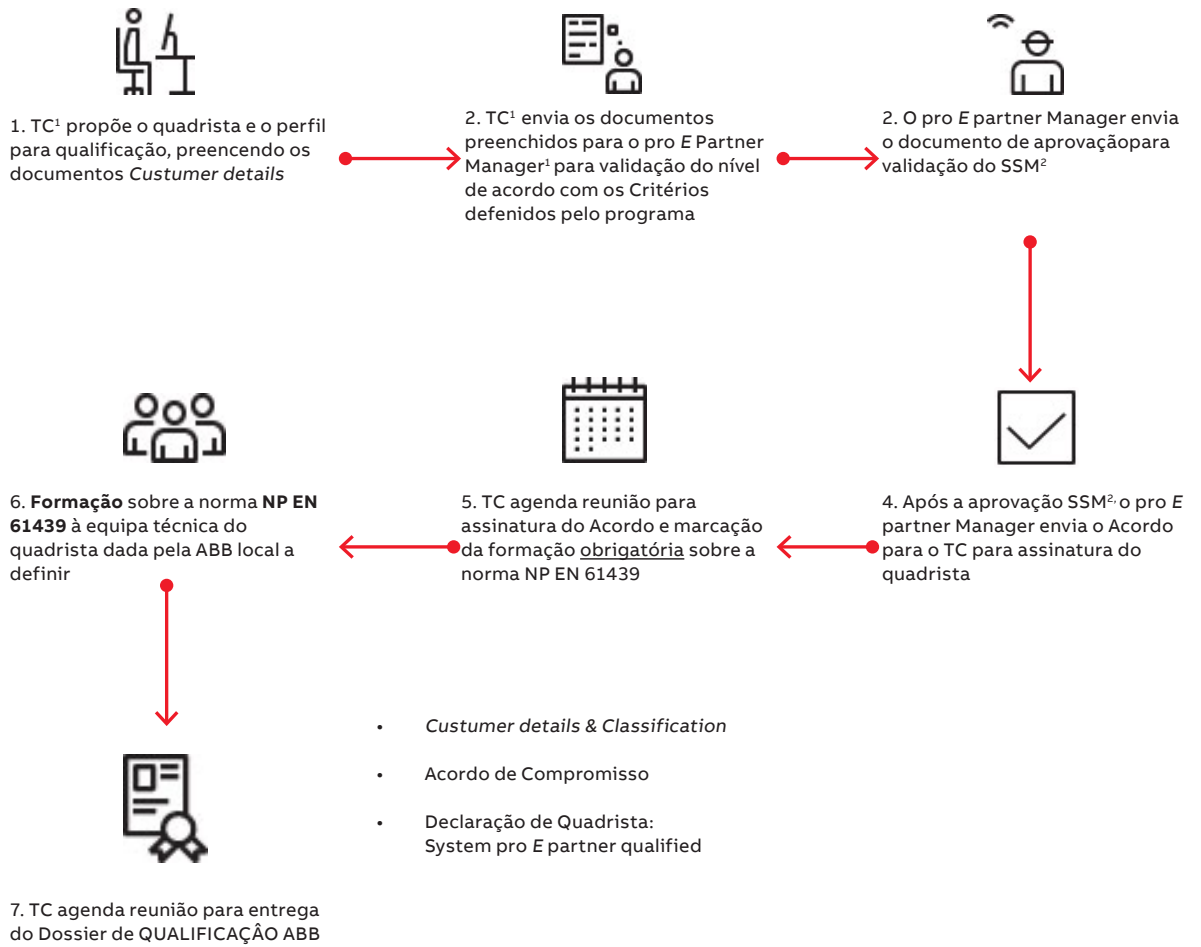 1. TC¹ propõe o quadrista e o perfil
para qualificação, preencendo os
documentos Custumer details
2. TC¹ envia os documentos
preenchidos para o pro E Partner
Manager¹ para validação do nível
de acordo com os Critérios
defenidos pelo programa
2. O pro E partner Manager envia
o documento de aprovaçãopara
validação do SSM²
4. Após a aprovação SSM², o pro E
partner Manager envia o Acordo
para o TC para assinatura do
quadrista
5. TC agenda reunião para
assinatura do Acordo e marcação
da formação obrigatória sobre a
norma NP EN 61439
6. Formação sobre a norma NP EN
61439 à equipa técnica do
quadrista dada pela ABB local a
definir
• Custumer details & Classification
• Acordo de Compromisso
• Declaração de Quadrista:
System pro E partner qualified
7. TC agenda reunião para entrega
do Dossier de QUALIFICAÇÂO ABB